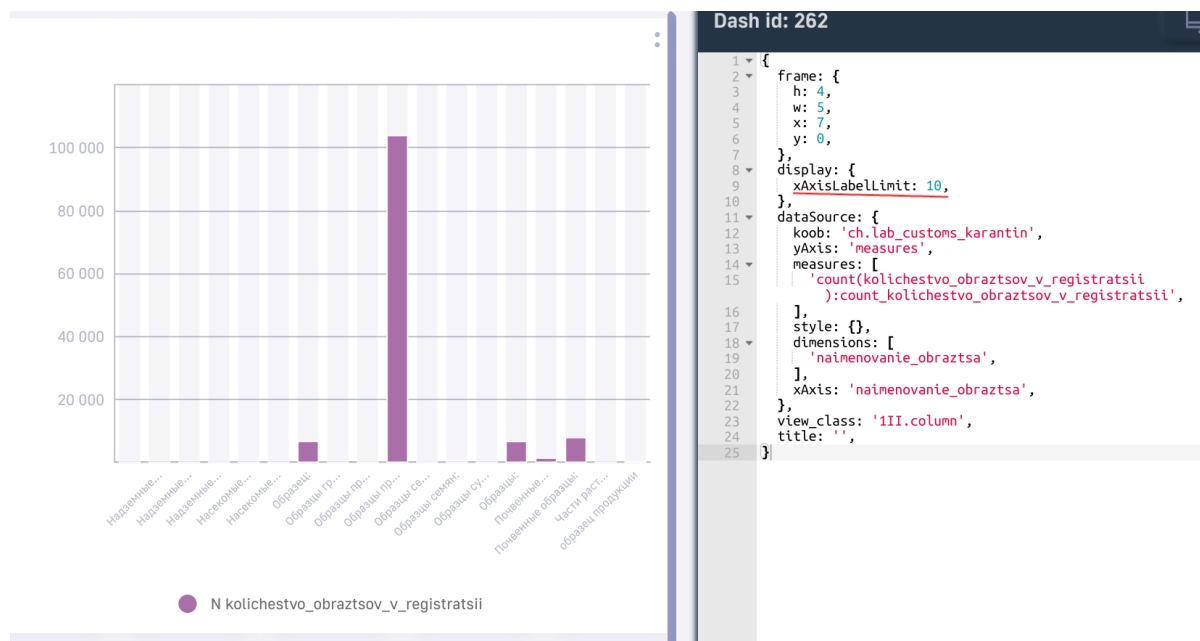 100 000
80 000
60 000
40 000
20 000
Надземные...
Надземные...
Надземные...
Насекомые...
Насекомые...
Образец:
Образцы гр...
Образцы пр...
Образцы пр...
Образцы се...
Образцы семян:
Образцы су...
Образцы:
Почвенные...
Почвенные образцы:
Части раст...
образец продукции
N kolichestvo_obraztsov_v_registratsii
Dash id: 262
1 {
2 frame: {
3 h: 4,
4 w: 5,
5 x: 7,
6 y: 0,
7 },
8 display: {
9 xAxisLabelLimit: 10,
10 },
11 dataSource: {
12 koob: 'ch.lab_customs_karantin',
13 yAxis: 'measures',
14 measures: [
15 'count(kolichestvo_obraztsov_v_registratsii
):count_kolichestvo_obraztsov_v_registratsii',
16 ],
17 style: {},
18 dimensions: [
19 'naimenovanie_obraztsa',
20 ],
21 xAxis: 'naimenovanie_obraztsa',
22 },
23 view_class: '1II.column',
24 title: '',
25 }